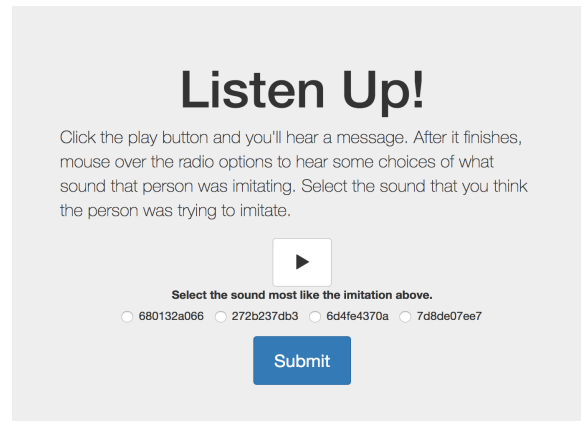 Listen Up!
Click the play button and you'll hear a message. After it finishes,
mouse over the radio options to hear some choices of what
sound that person was imitating. Select the sound that you think
the person was trying to imitate.
Select the sound most like the imitation above.
680132a066 272b237db3 6d4fe4370a 7d8de07ee7
Submit